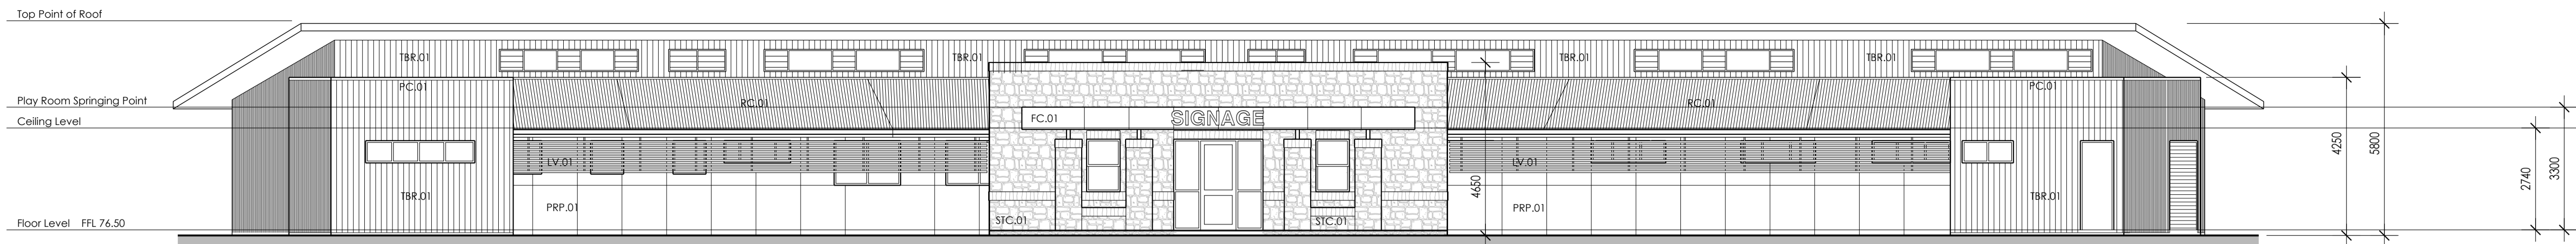 Top Point of Roof
TBR.01
TBR.01
TBR.01
TBR.01
PC.01
PC.01
Play Room Springing Point
RC.01
RC.01
Ceiling Level
FC.01
SIGNAGE
LV.01
LV.01
TBR.01
TBR.01
PRP.01
PRP.01
STC.01
STC.01
Floor Level FFL 76.50
4650
4250
5800
2740
3300